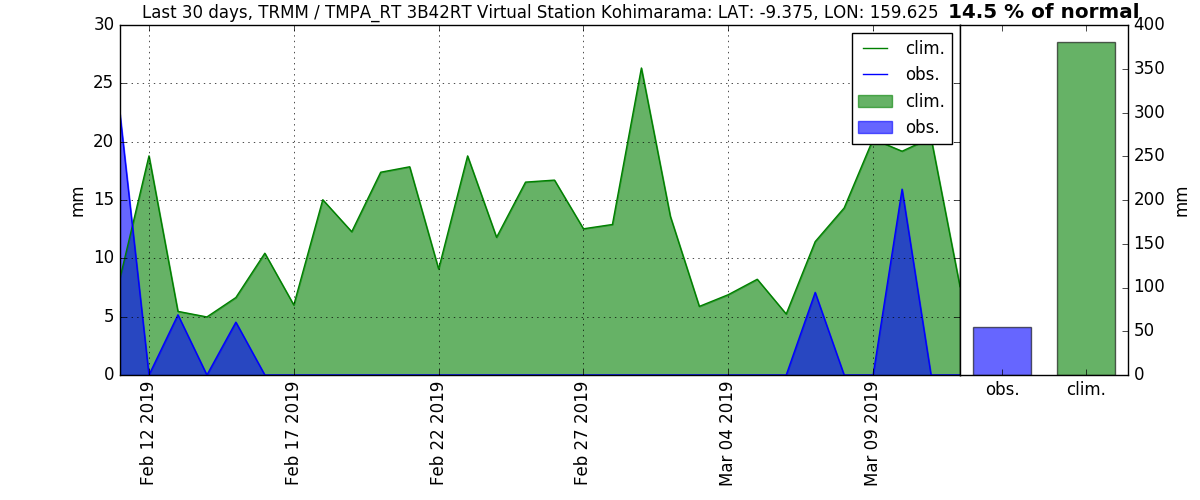 Last 30 days, TRMM / TMPA_RT 3B42RT Virtual Station Kohimarama: LAT: -9.375, LON: 159.625 14.5 % of normal
30
25
20
15
10
5
0
mm
clim.
obs.
clim.
obs.
Feb 12 2019
Feb 17 2019
Feb 22 2019
Feb 27 2019
Mar 04 2019
Mar 09 2019
400
350
300
250
200
150
100
50
0
mm
obs. clim.